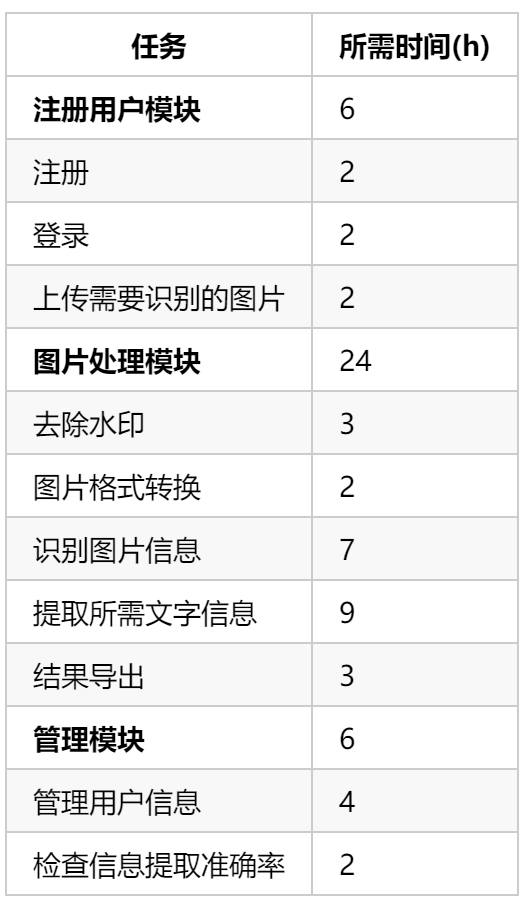 任务 所需时间(h)
注册用户模块 6
注册 2
登录 2
上传需要识别的图片 2
图片处理模块 24
去除水印 3
图片格式转换 2
识别图片信息 7
提取所需文字信息 9
结果导出 3
管理模块 6
管理用户信息 4
检查信息提取准确率 2